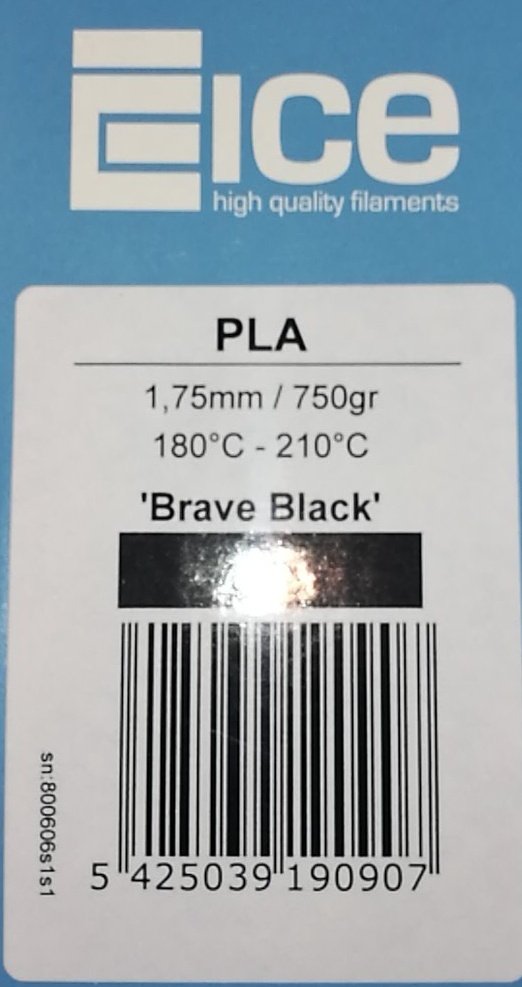 ice
high quality filaments
PLA
1,75mm / 750gr
180°C - 210°C
'Brave Black'
sn:800606s1s1
5 425039 190907